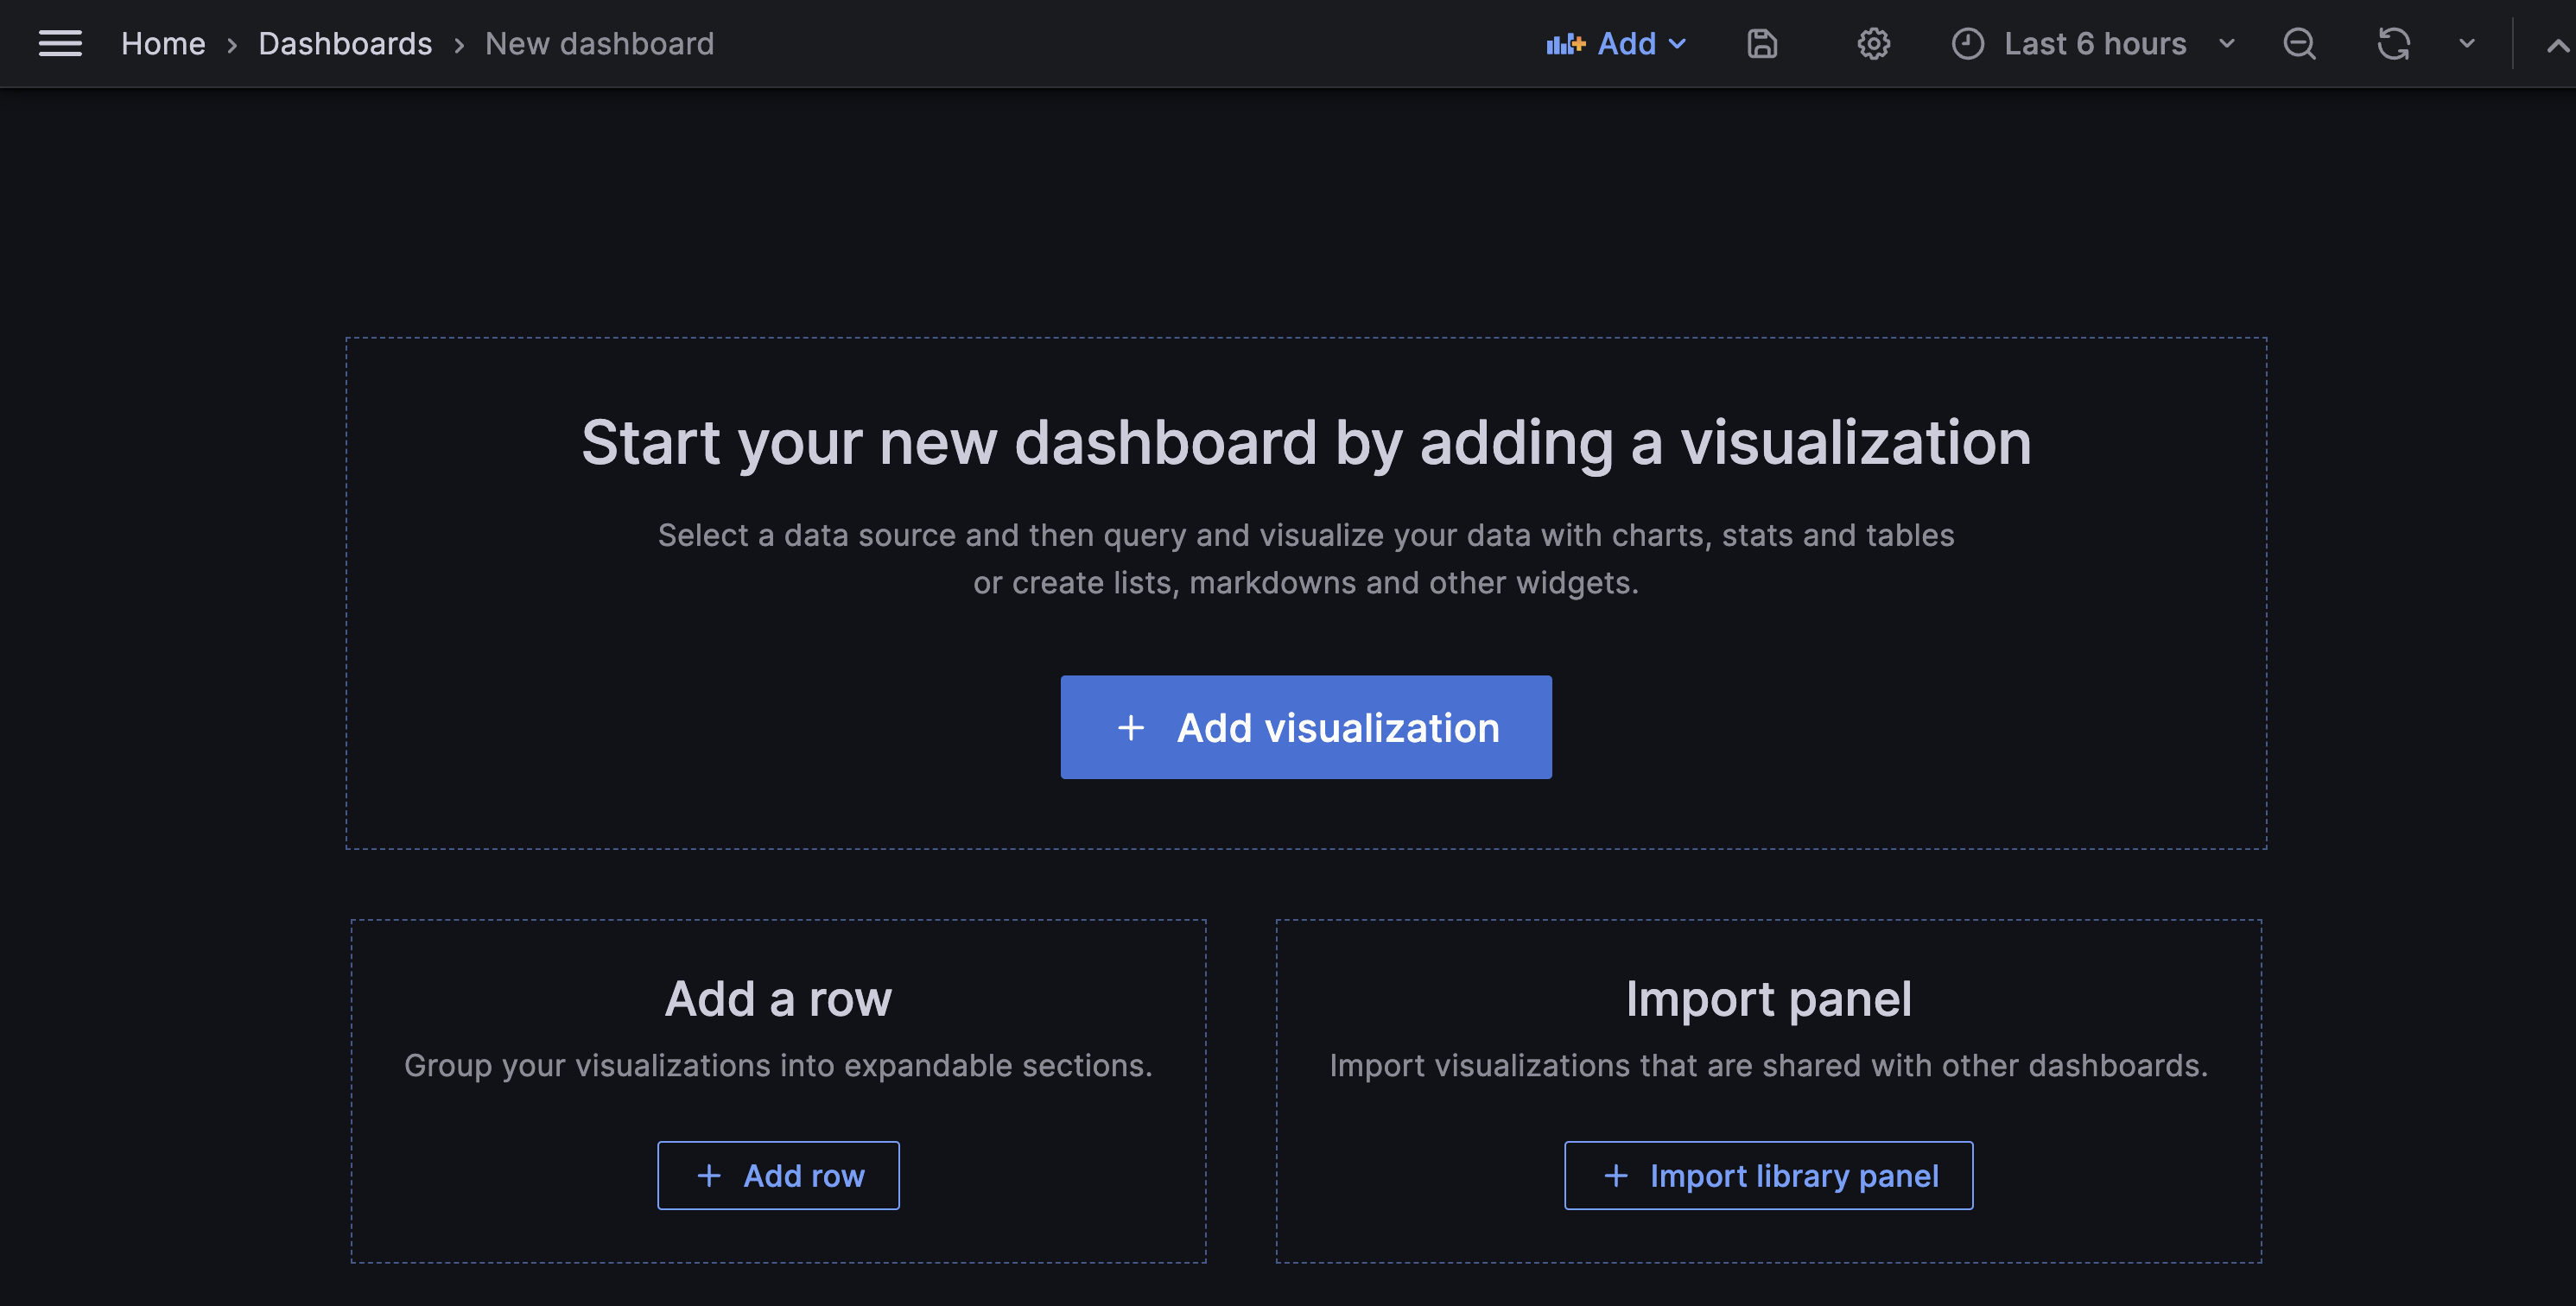 Home › Dashboards › New dashboard
Add
Last 6 hours
Start your new dashboard by adding a visualization
Select a data source and then query and visualize your data with charts, stats and tables
or create lists, markdowns and other widgets.
+ Add visualization
Add a row
Group your visualizations into expandable sections.
+ Add row
Import panel
Import visualizations that are shared with other dashboards.
+ Import library panel